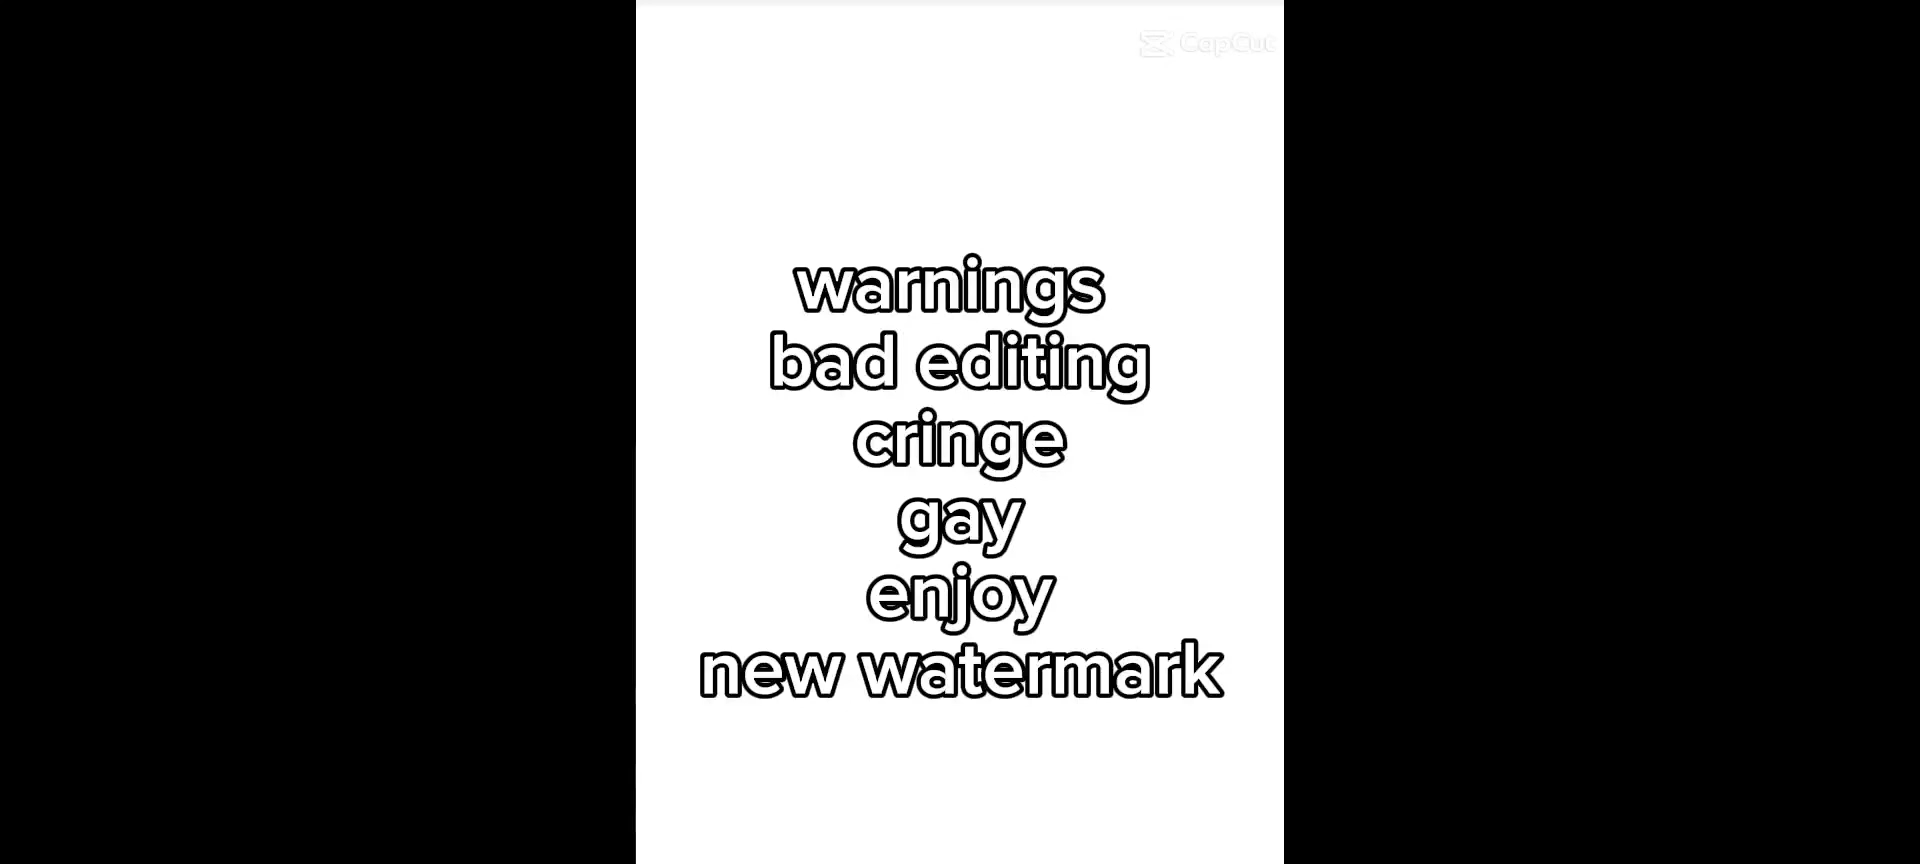 CapCut
warnings
bad editing
cringe
gay
enjoy
new watermark